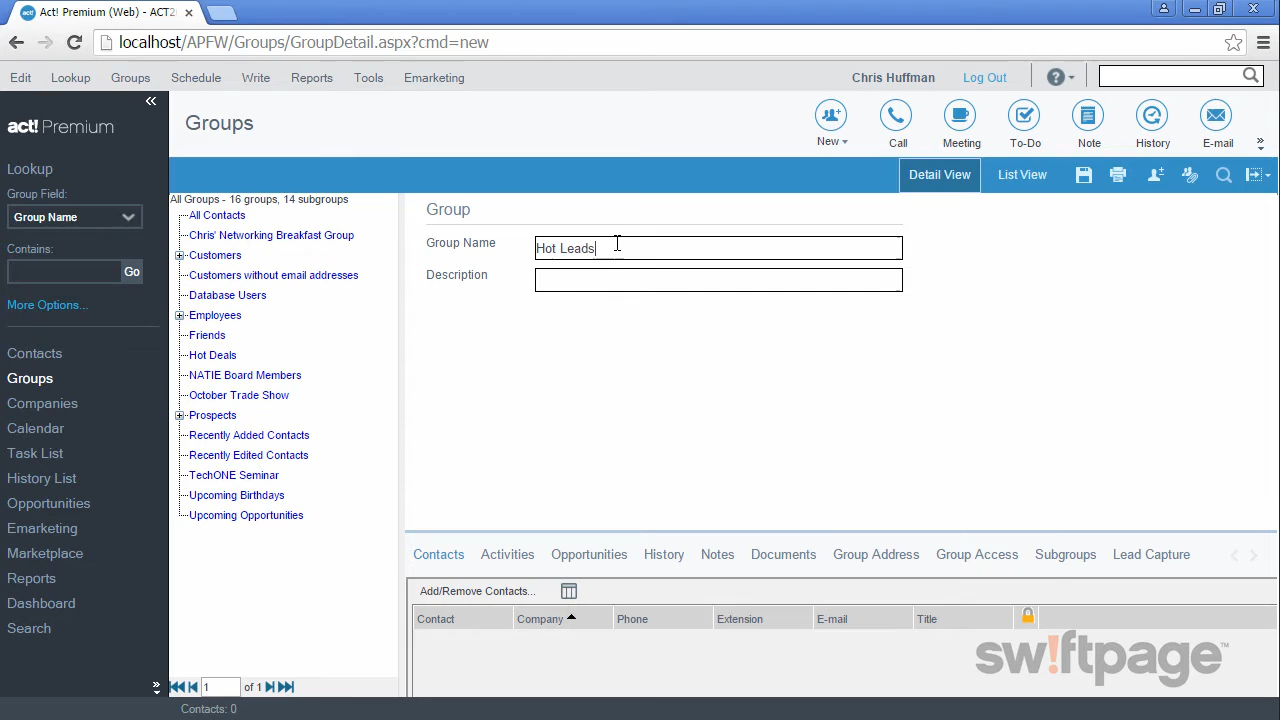 Act! Premium (Web) - ACT2
localhost/APFW/Groups/GroupDetail.aspx?cmd=new
Edit Lookup Groups Schedule Write Reports Tools Emarketing Chris Huffman Log Out
act! Premium
Groups
New Call Meeting To-Do Note History E-mail
Detail View List View
Lookup
Group Field:
Group Name
Contains:
Go
More Options...
Contacts
Groups
Companies
Calendar
Task List
History List
Opportunities
Emarketing
Marketplace
Reports
Dashboard
Search
All Groups - 16 groups, 14 subgroups
All Contacts
Chris' Networking Breakfast Group
Customers
Customers without email addresses
Database Users
Employees
Friends
Hot Deals
NATIE Board Members
October Trade Show
Prospects
Recently Added Contacts
Recently Edited Contacts
TechONE Seminar
Upcoming Birthdays
Upcoming Opportunities
1 of 1
Group
Group Name Hot Leads
Description
Contacts Activities Opportunities History Notes Documents Group Address Group Access Subgroups Lead Capture
Add/Remove Contacts...
Contact Company Phone Extension E-mail Title
sw!ftpage™
Contacts: 0